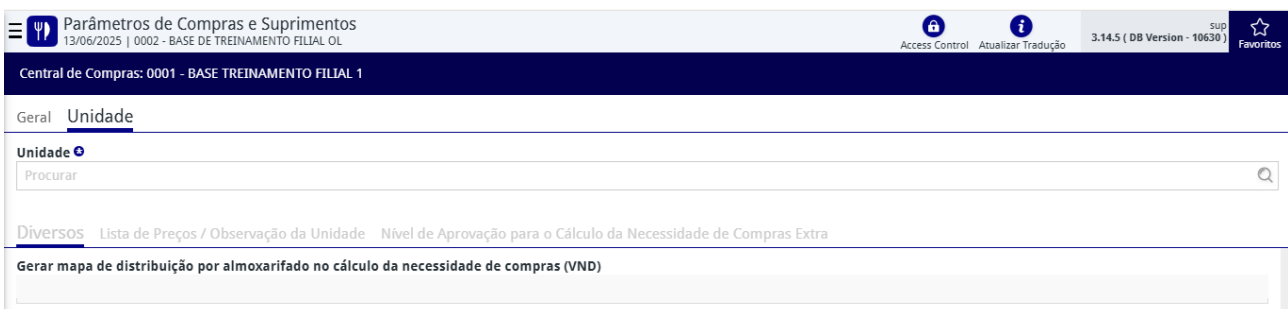 Parâmetros de Compras e Suprimentos
13/06/2025 | 0002 - BASE DE TREINAMENTO FILIAL OL
Access Control
Atualizar Tradução
sup
3.14.5 ( DB Version - 10630 )
Favoritos
Central de Compras: 0001 - BASE TREINAMENTO FILIAL 1
Geral Unidade
Unidade
Procurar
Diversos Lista de Preços / Observação da Unidade Nível de Aprovação para o Cálculo da Necessidade de Compras Extra
Gerar mapa de distribuição por almoxarifado no cálculo da necessidade de compras (VND)